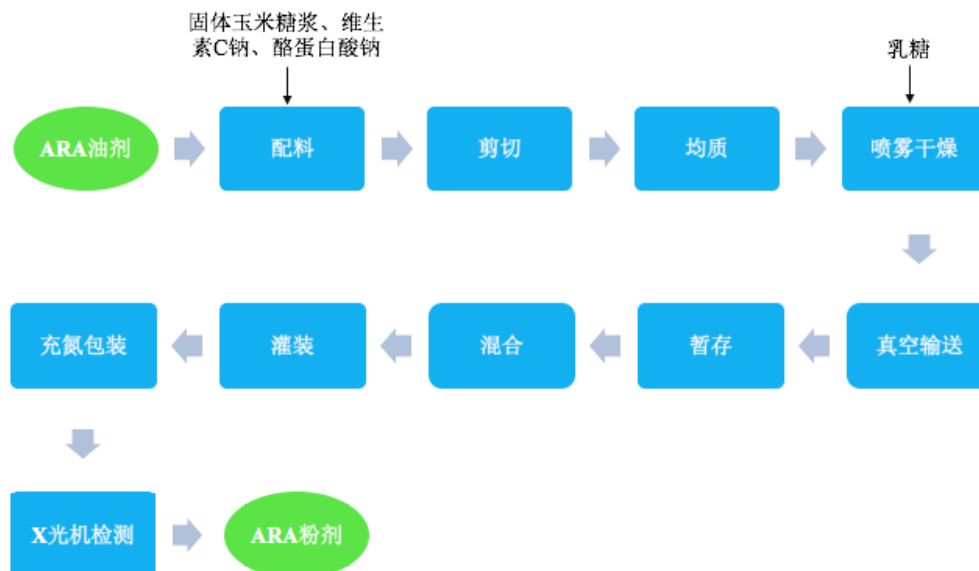 固体玉米糖浆、维生
素C钠、酪蛋白酸钠
乳糖
ARA油剂
配料
剪切
均质
喷雾干燥
真空输送
暂存
混合
灌装
充氮包装
X光机检测
ARA粉剂